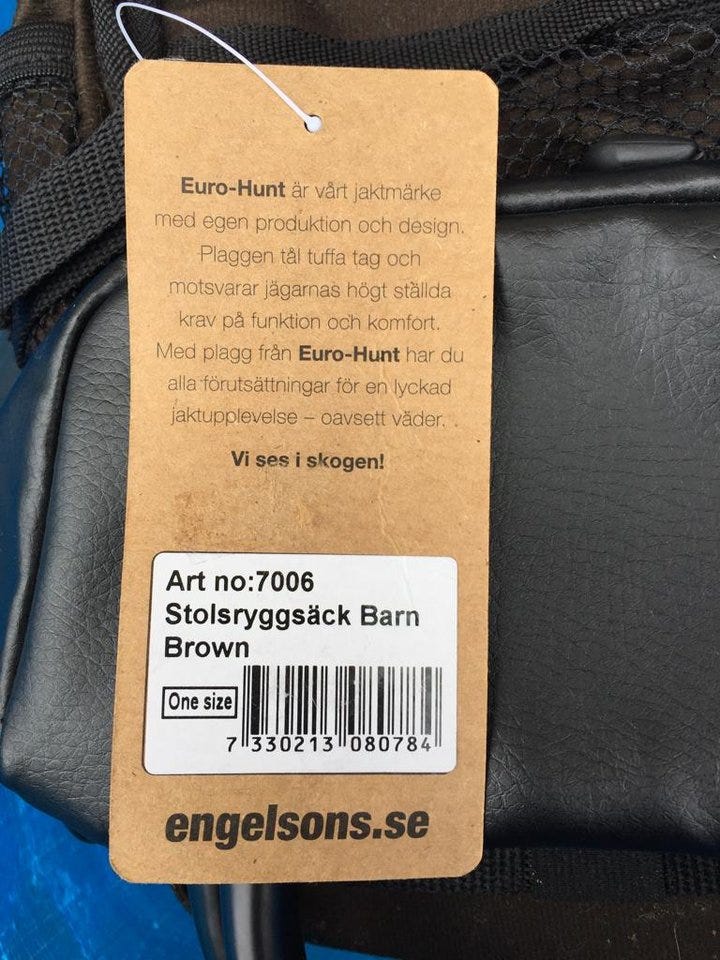 Euro-Hunt är vårt jaktmärke
med egen produktion och design.
Plaggen tål tuffa tag och
motsvarar jägarnas högt ställda
krav på funktion och komfort.
Med plagg från Euro-Hunt har du
alla förutsättningar för en lyckad
jaktupplevelse – oavsett väder.
Vi ses i skogen!
Art no:7006
Stolsryggsäck Barn
Brown
One size
7 330213 080784
engelsons.se